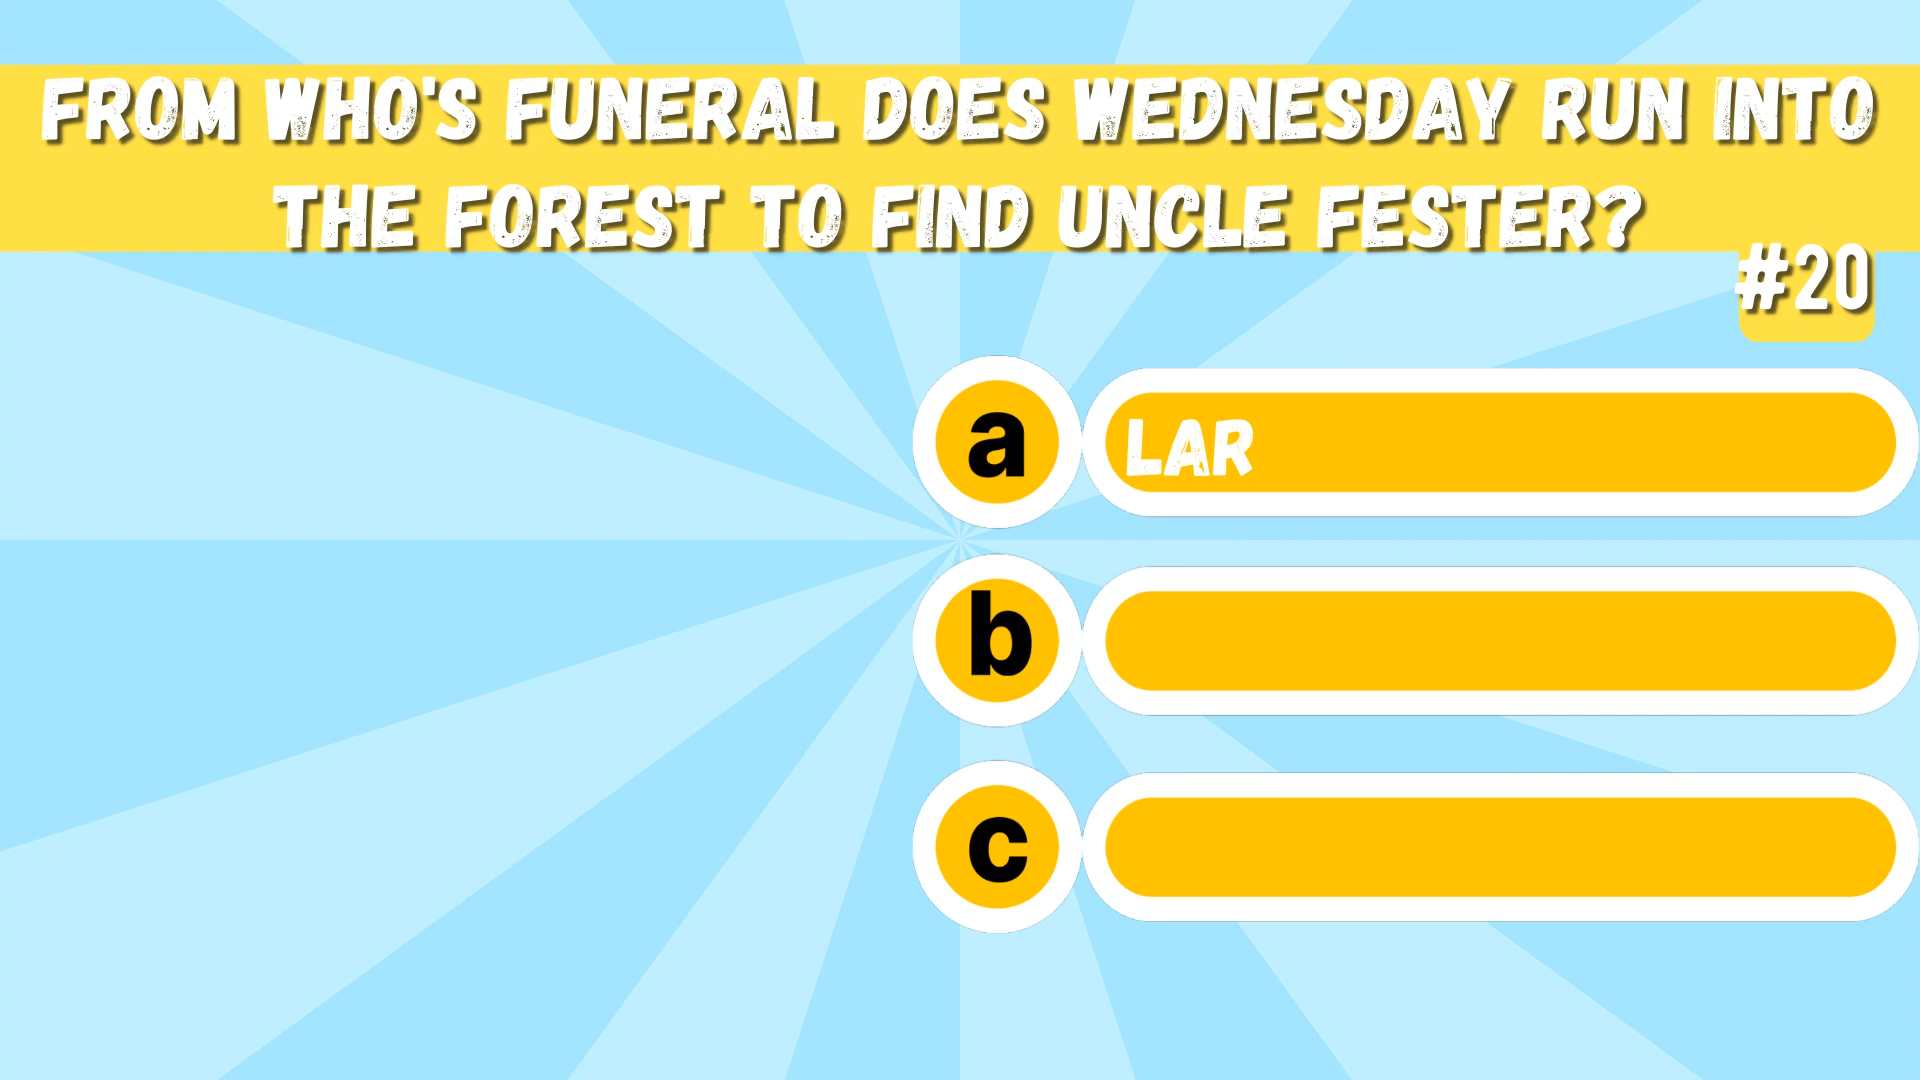 FROM WHO'S FUNERAL DOES WEDNESDAY RUN INTO
THE FOREST TO FIND UNCLE FESTER?
#20
a LAR
b
c